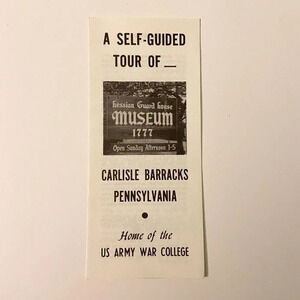 A SELF-GUIDED
TOUR OF __
Hessian Guard house
MUSEUM
1777
Open Sunday Afternoon 1-5
CARLISLE BARRACKS
PENNSYLVANIA
Home of the
US ARMY WAR COLLEGE